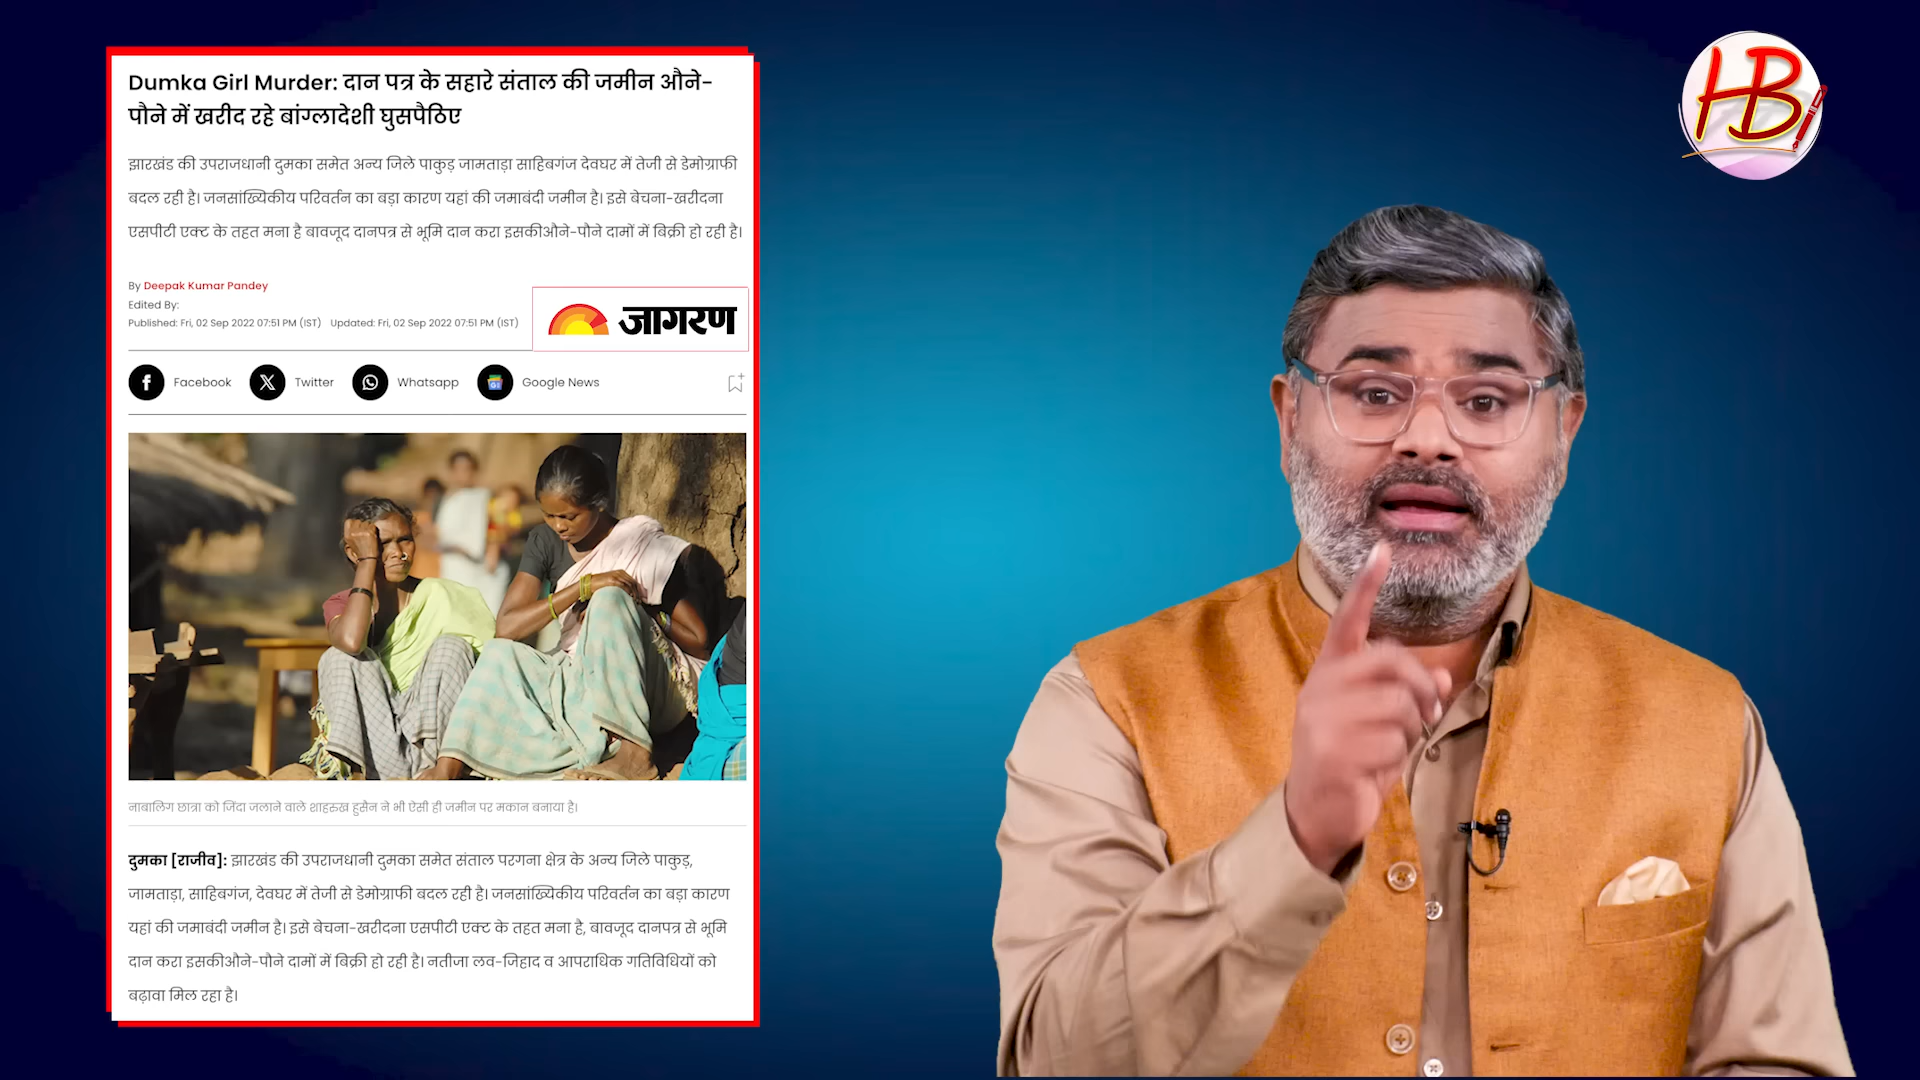 HB
Dumka Girl Murder: दान पत्र के सहारे संताल की जमीन औने-
पौने में खरीद रहे बांग्लादेशी घुसपैठिए
झारखंड की उपराजधानी दुमका समेत अन्य जिले पाकुड़ जामताड़ा साहिबगंज देवघर में तेजी से डेमोग्राफी
बदल रही है। जनसांख्यिकीय परिवर्तन का बड़ा कारण यहां की जमाबंदी जमीन है। इसे बेचना-खरीदना
एसपीटी एक्ट के तहत मना है बावजूद दानपत्र से भूमि दान करा इसकीऔने-पौने दामों में बिक्री हो रही है।
By Deepak Kumar Pandey
Edited By:
Published: Fri, 02 Sep 2022 07:51 PM (IST) Updated: Fri, 02 Sep 2022 07:51 PM (IST)
जागरण
Facebook Twitter Whatsapp Google News
नाबालिग छात्रा को जिंदा जलाने वाले शाहरुख हुसैन ने भी ऐसी ही जमीन पर मकान बनाया है।
दुमका [राजीव]: झारखंड की उपराजधानी दुमका समेत संताल परगना क्षेत्र के अन्य जिले पाकुड़,
जामताड़ा, साहिबगंज, देवघर में तेजी से डेमोग्राफी बदल रही है। जनसांख्यिकीय परिवर्तन का बड़ा कारण
यहां की जमाबंदी जमीन है। इसे बेचना-खरीदना एसपीटी एक्ट के तहत मना है, बावजूद दानपत्र से भूमि
दान करा इसकीऔने-पौने दामों में बिक्री हो रही है। नतीजा लव-जिहाद व आपराधिक गतिविधियों को
बढ़ावा मिल रहा है।